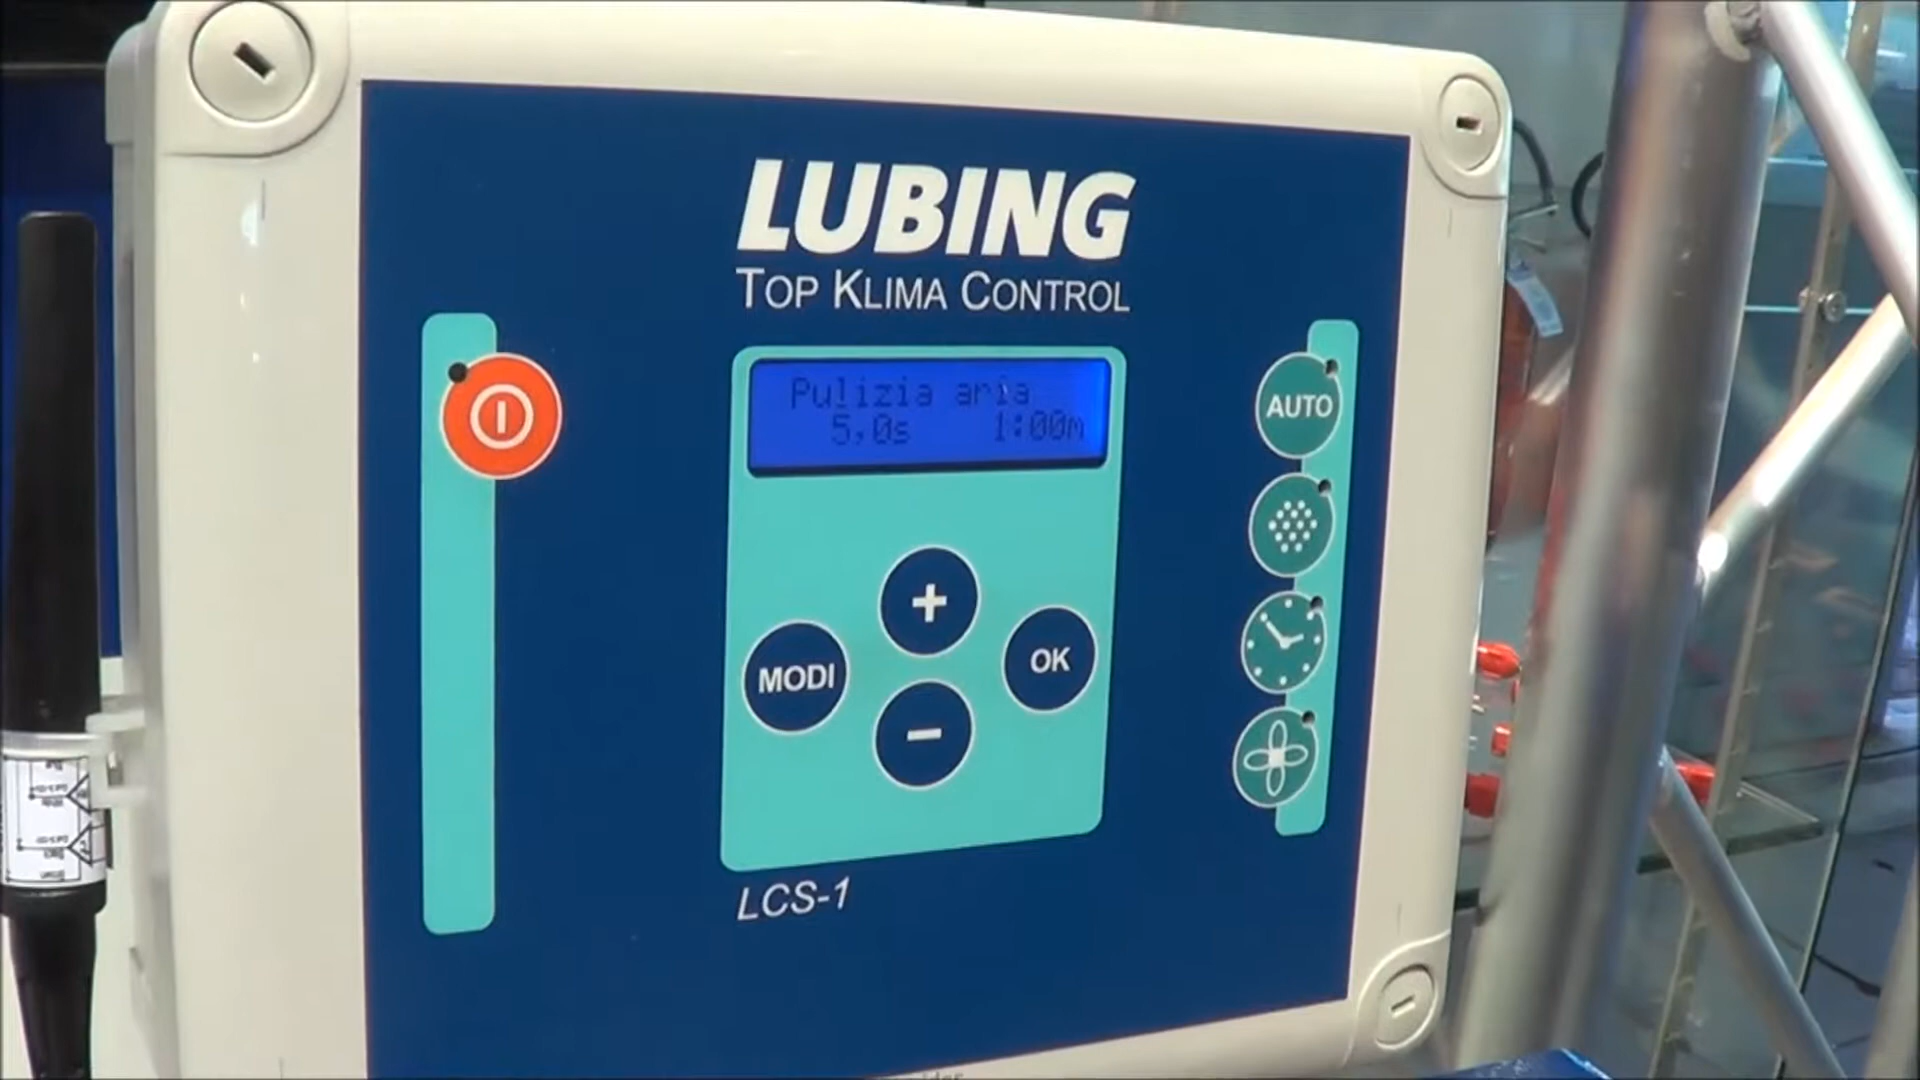 LUBING
TOP KLIMA CONTROL
Pulizia aria
5,0s 1:00m
AUTO
+
MODI
OK
−
LCS-1